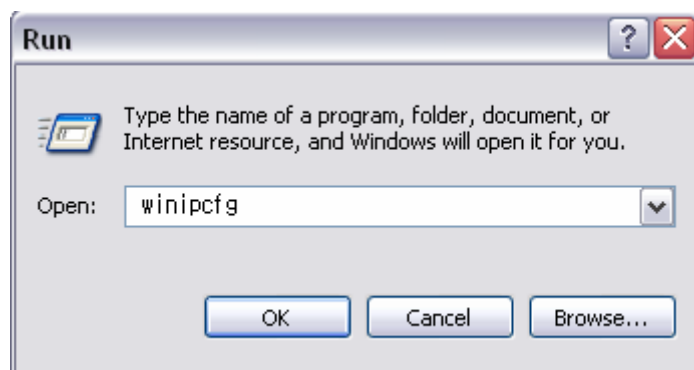 Run
Type the name of a program, folder, document, or
Internet resource, and Windows will open it for you.
Open: winipcfg
OK Cancel Browse...